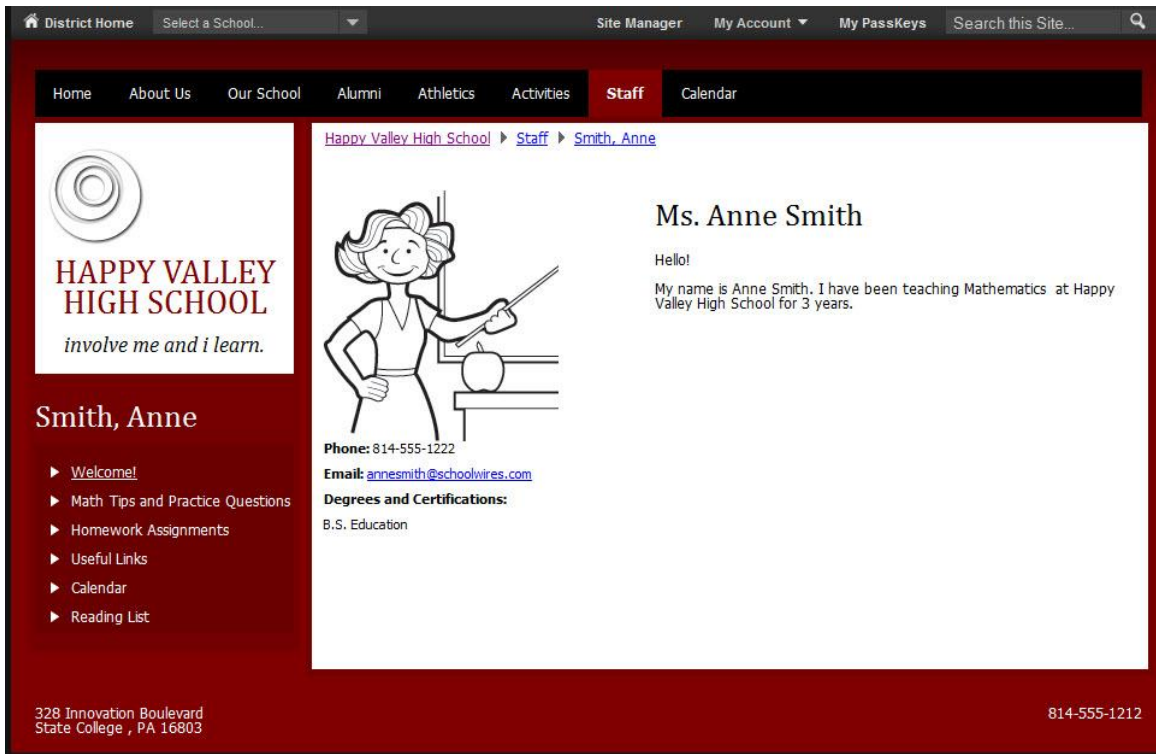 District Home
Select a School...
Site Manager
My Account
My PassKeys
Search this Site...
Home
About Us
Our School
Alumni
Athletics
Activities
Staff
Calendar
HAPPY VALLEY
HIGH SCHOOL
involve me and i learn.
Smith, Anne
Welcome!
Math Tips and Practice Questions
Homework Assignments
Useful Links
Calendar
Reading List
Happy Valley High School Staff Smith, Anne
Phone: 814-555-1222
Email: annesmith@schoolwires.com
Degrees and Certifications:
B.S. Education
Ms. Anne Smith
Hello!
My name is Anne Smith. I have been teaching Mathematics at Happy
Valley High School for 3 years.
328 Innovation Boulevard
State College , PA 16803
814-555-1212